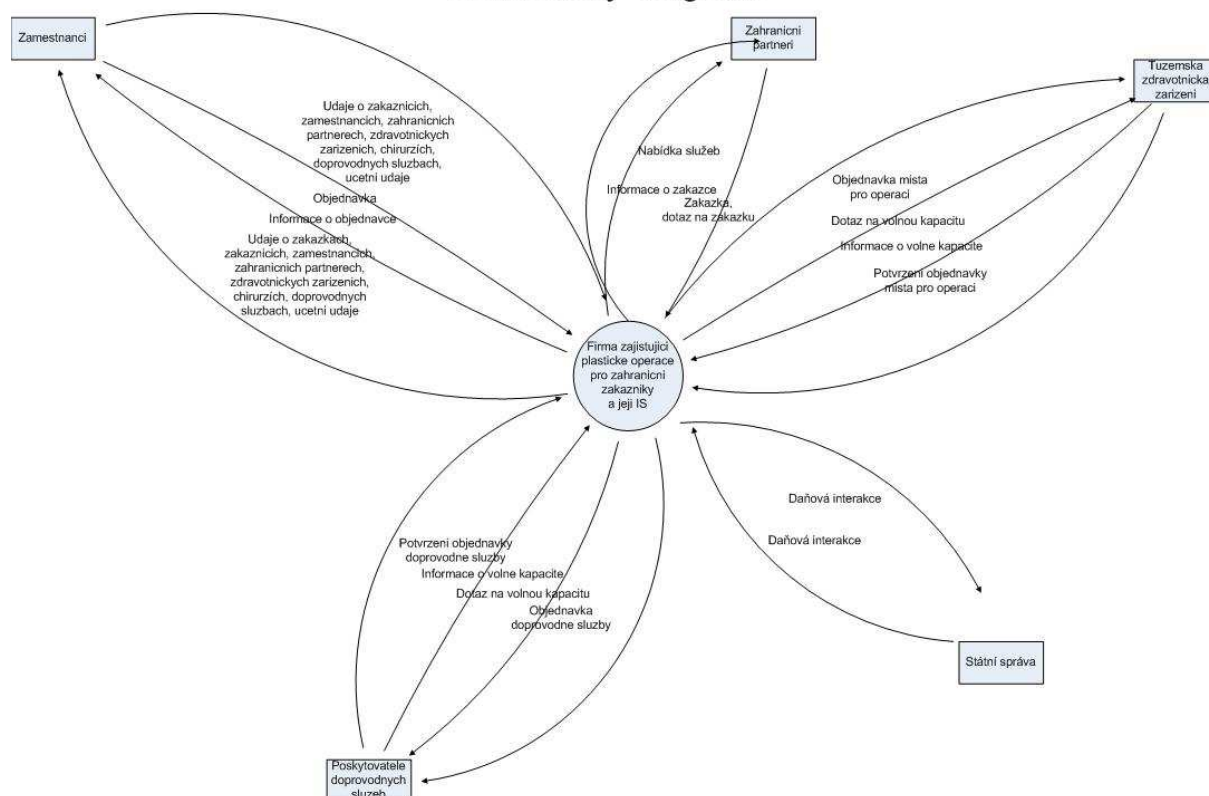 Zamestnanci
Zahranicni
partneri
Tuzemska
zdravotnicka
zarizeni
Udaje o zakaznicich,
zamestnancich, zahranicnich
partnerech, zdravotnickych
zarizenich, chirurzích,
doprovodnych sluzbach,
ucetni udaje
Objednavka
Informace o objednavce
Udaje o zakazkach,
zakaznicich, zamestnancích,
zahranicnich partnerech,
zdravotnickych zarizenich,
chirurzích, doprovodnych
sluzbach, ucetni udaje
Nabídka služeb
Informace o zakazce
Zakazka,
dotaz na zakazku
Objednavka mista
pro operaci
Dotaz na volnou kapacitu
Informace o volne kapacite
Potvrzeni objednavky
mista pro operaci
Firma zajistujici
plasticke operace
pro zahranicni
zakazniky
a jeji IS
Daňová interakce
Daňová interakce
Potvrzeni objednavky
doprovodne sluzby
Informace o volne kapacite
Dotaz na volnou kapacitu
Objednavka
doprovodne sluzby
Státní správa
Poskytovatele
doprovodnych
sluzeb